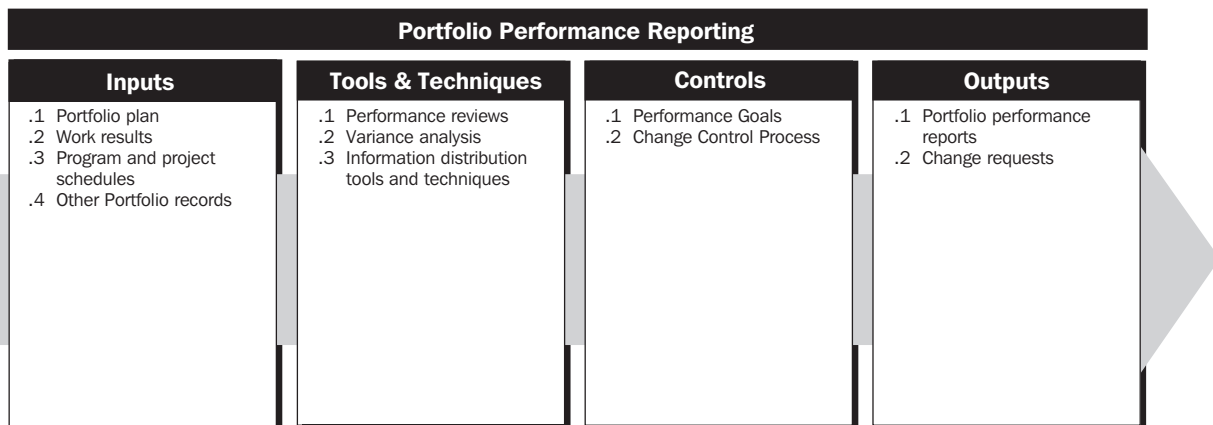 Portfolio Performance Reporting
Inputs
.1 Portfolio plan
.2 Work results
.3 Program and project
schedules
.4 Other Portfolio records
Tools & Techniques
.1 Performance reviews
.2 Variance analysis
.3 Information distribution
tools and techniques
Controls
.1 Performance Goals
.2 Change Control Process
Outputs
.1 Portfolio performance
reports
.2 Change requests